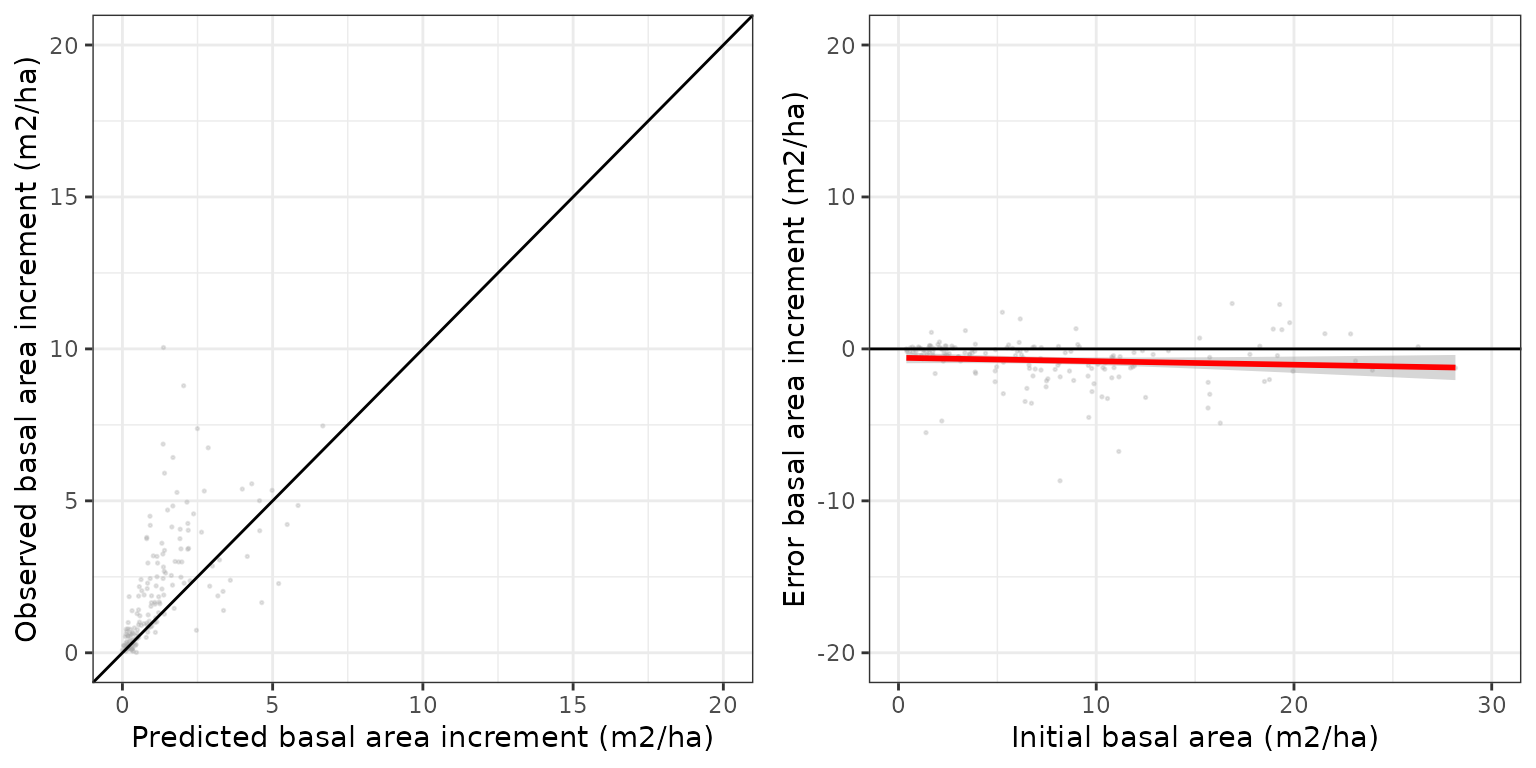 Observed basal area increment (m2/ha)
20
15
10
5
0
0 5 10 15 20
Predicted basal area increment (m2/ha)
Error basal area increment (m2/ha)
20
10
0
-10
-20
0 10 20 30
Initial basal area (m2/ha)